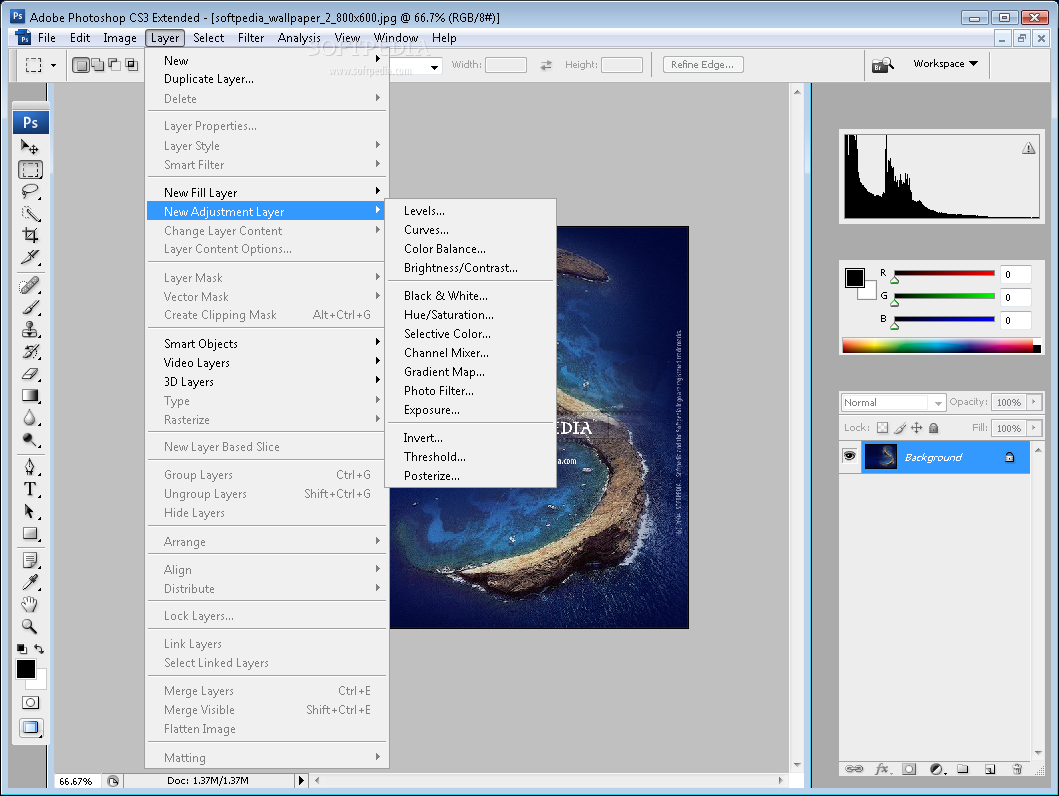 Ps Adobe Photoshop CS3 Extended - [softpedia_wallpaper_2_800x600.jpg @ 66.7% (RGB/8#)]
Ps File Edit Image Layer Select Filter Analysis View Window Help
SOFTPEDIA
www.softpedia.com
Width: Height: Refine Edge... Br Workspace
Ps
T
New
Duplicate Layer...
Delete
Layer Properties...
Layer Style
Smart Filter
New Fill Layer
New Adjustment Layer
Change Layer Content
Layer Content Options...
Layer Mask
Vector Mask
Create Clipping Mask Alt+Ctrl+G
Smart Objects
Video Layers
3D Layers
Type
Rasterize
New Layer Based Slice
Group Layers Ctrl+G
Ungroup Layers Shift+Ctrl+G
Hide Layers
Arrange
Align
Distribute
Lock Layers...
Link Layers
Select Linked Layers
Merge Layers Ctrl+E
Merge Visible Shift+Ctrl+E
Flatten Image
Matting
Levels...
Curves...
Color Balance...
Brightness/Contrast...
Black & White...
Hue/Saturation...
Selective Color...
Channel Mixer...
Gradient Map...
Photo Filter...
Exposure...
Invert...
Threshold...
Posterize...
PEDIA
ia.com
R 0
G 0
B 0
Normal Opacity: 100%
Lock: Fill: 100%
Background
fx
66.67% Doc: 1.37M/1.37M